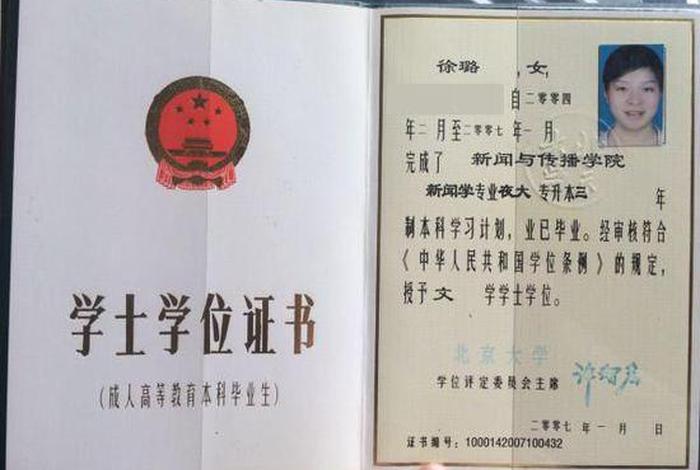 学士学位证书
(成人高等教育本科毕业生)
徐璐 ,女,
自二零零四
年二月至二零零七年一月
完成了 新闻与传播学院
新闻学专业夜大 专升本三 年
制本科学习计划,业已毕业。经审核符合
《中华人民共和国学位条例》的规定,
授予文 学学士学位。
北京大学
学位评定委员会主席
二零零七年一月 日
证书编号:1000142007100432